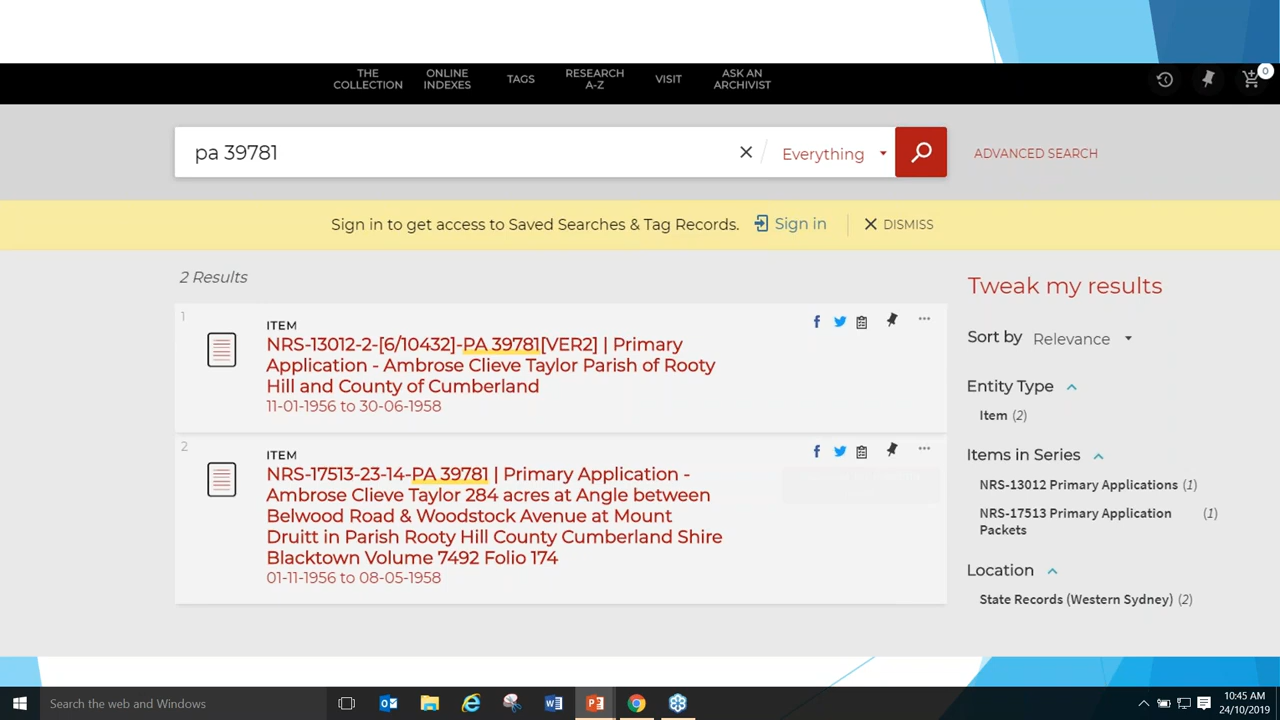 THE COLLECTION
ONLINE INDEXES
TAGS
RESEARCH A-Z
VISIT
ASK AN ARCHIVIST
0
pa 39781
Everything
ADVANCED SEARCH
Sign in to get access to Saved Searches & Tag Records.
Sign in
DISMISS
2 Results
1
ITEM
NRS-13012-2-[6/10432]-PA 39781[VER2] | Primary
Application - Ambrose Clieve Taylor Parish of Rooty
Hill and County of Cumberland
11-01-1956 to 30-06-1958
2
ITEM
NRS-17513-23-14-PA 39781 | Primary Application -
Ambrose Clieve Taylor 284 acres at Angle between
Belwood Road & Woodstock Avenue at Mount
Druitt in Parish Rooty Hill County Cumberland Shire
Blacktown Volume 7492 Folio 174
01-11-1956 to 08-05-1958
Tweak my results
Sort by Relevance
Entity Type
Item (2)
Items in Series
NRS-13012 Primary Applications (1)
NRS-17513 Primary Application (1)
Packets
Location
State Records (Western Sydney) (2)
Search the web and Windows
10:45 AM
24/10/2019